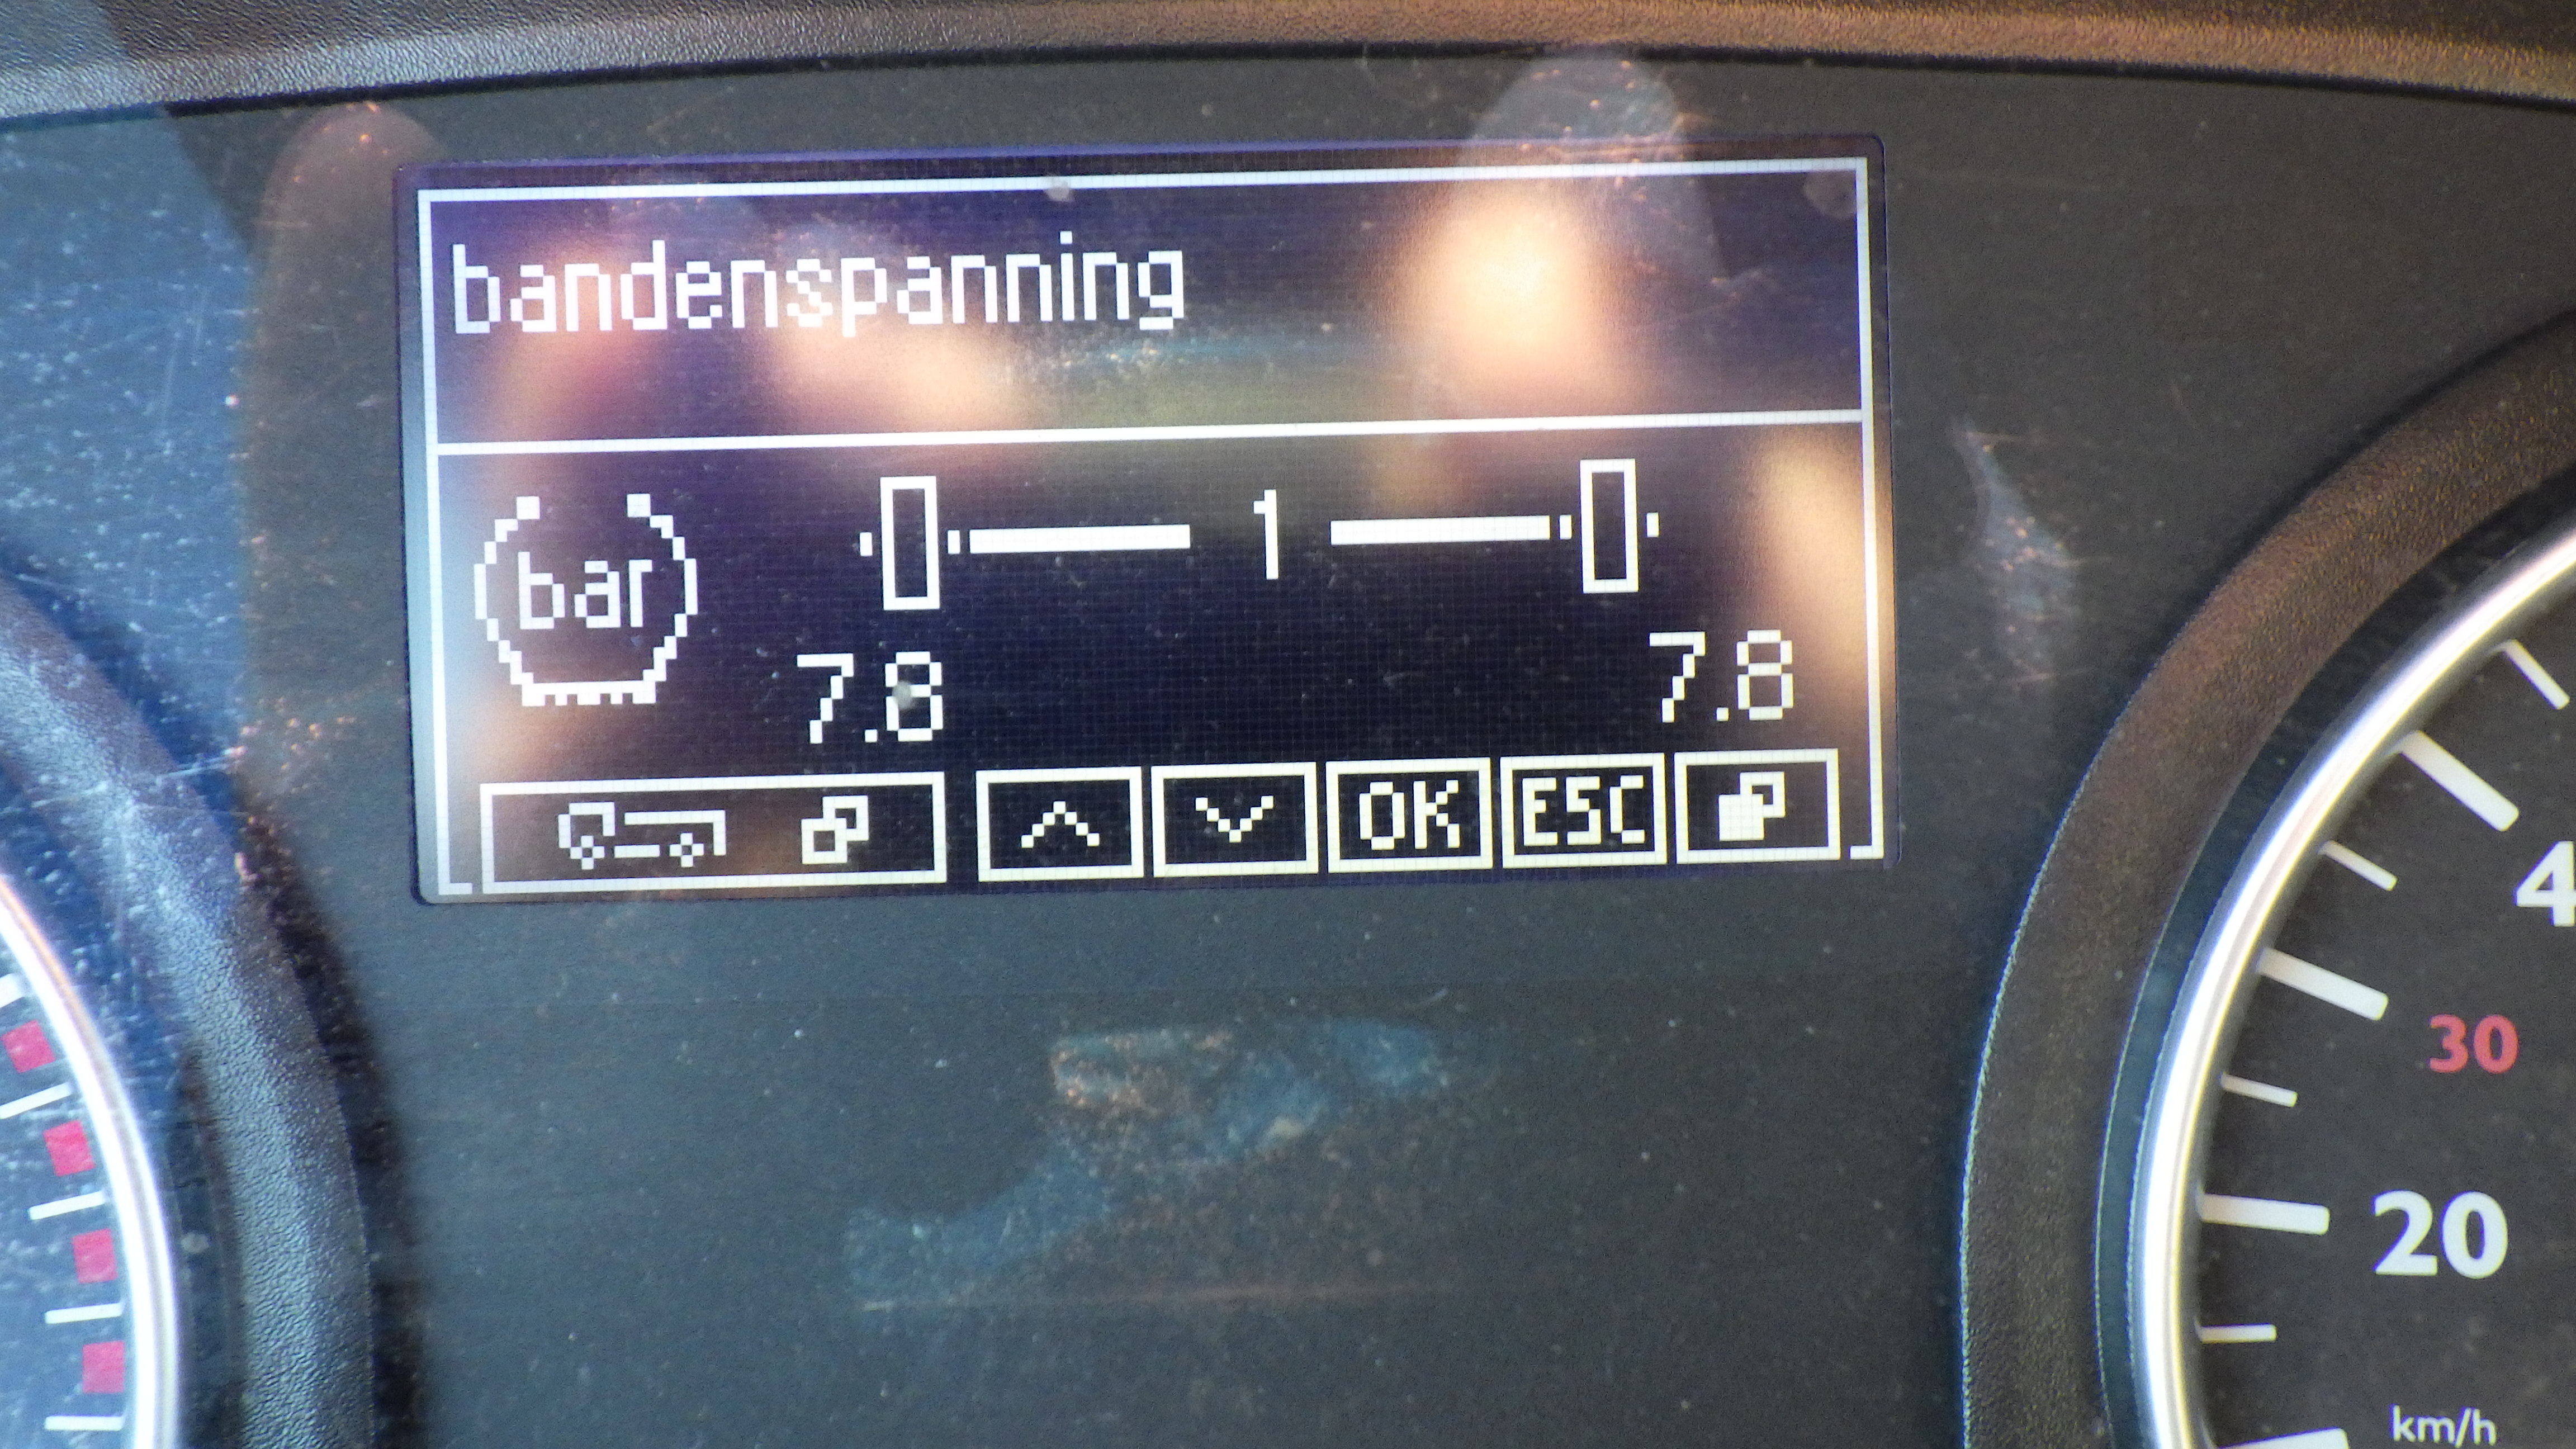 bandenspanning
1
bar
7.8 7.8
OK ESC
30
20
km/h